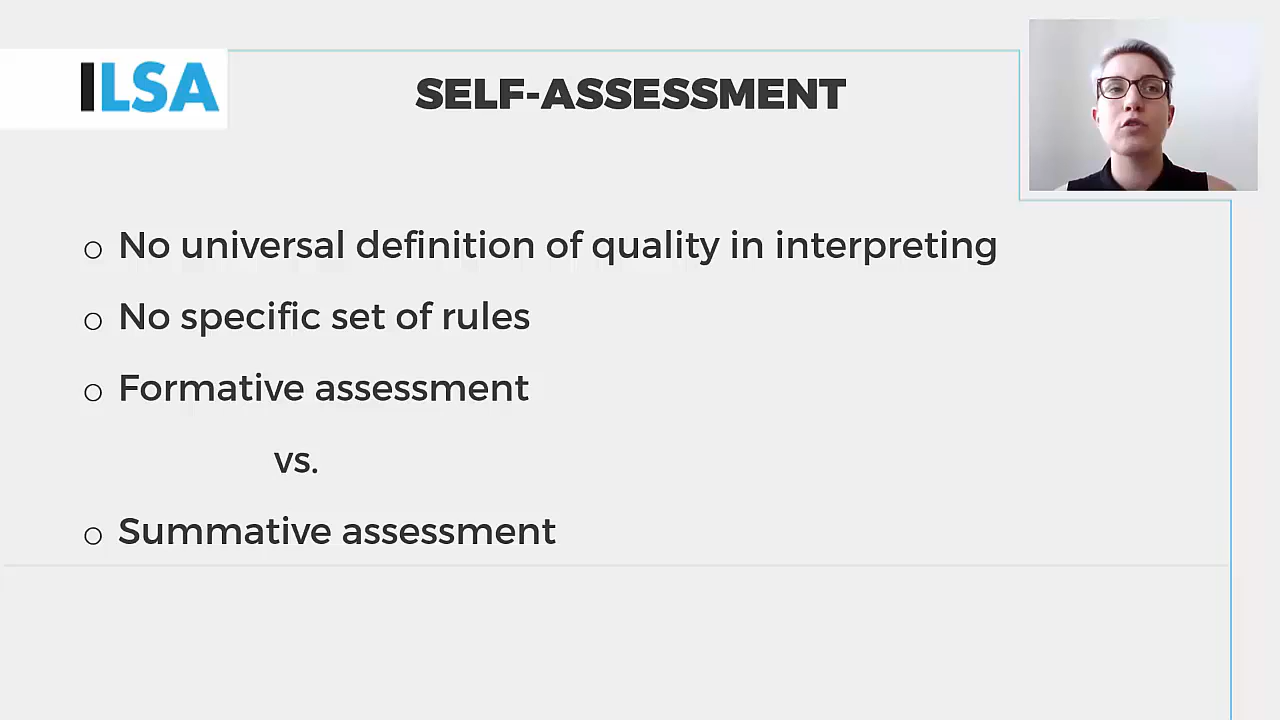 ILSA
SELF-ASSESSMENT
o No universal definition of quality in interpreting
o No specific set of rules
o Formative assessment
vs.
o Summative assessment